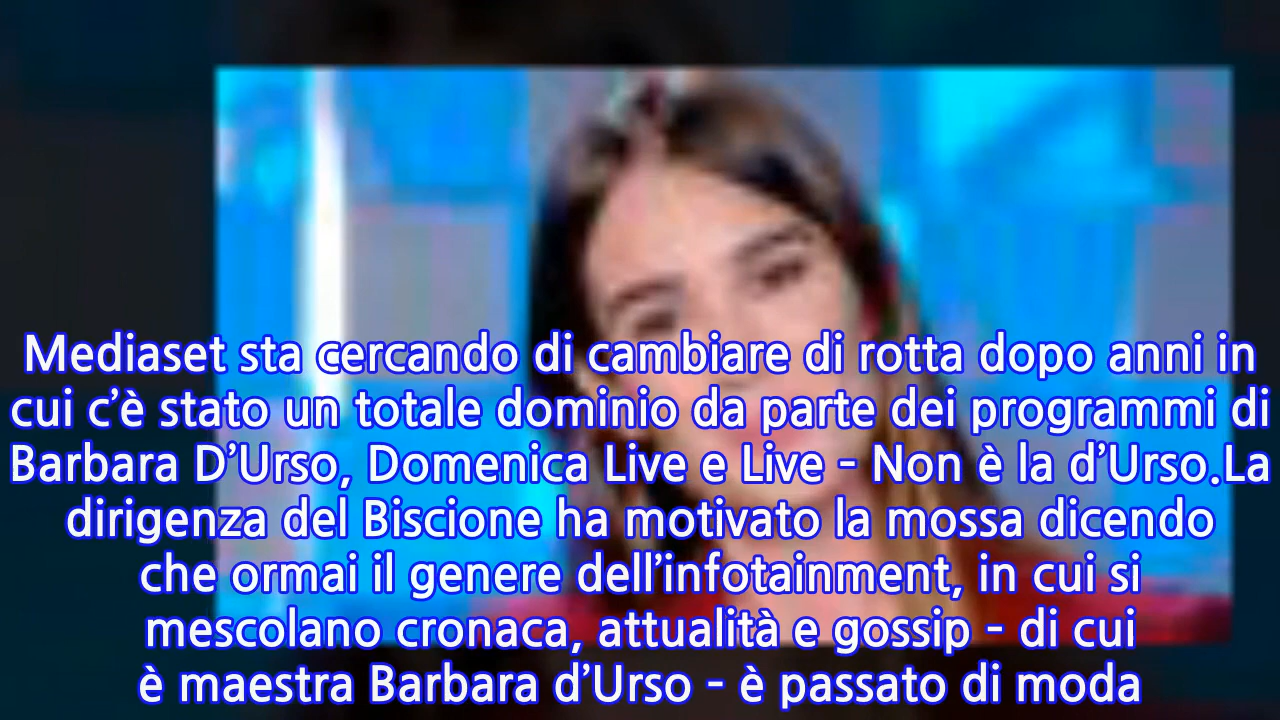 Mediaset sta cercando di cambiare di rotta dopo anni in
cui c’è stato un totale dominio da parte dei programmi di
Barbara D’Urso, Domenica Live e Live - Non è la d’Urso.La
dirigenza del Biscione ha motivato la mossa dicendo
che ormai il genere dell’infotainment, in cui si
mescolano cronaca, attualità e gossip - di cui
è maestra Barbara d’Urso - è passato di moda